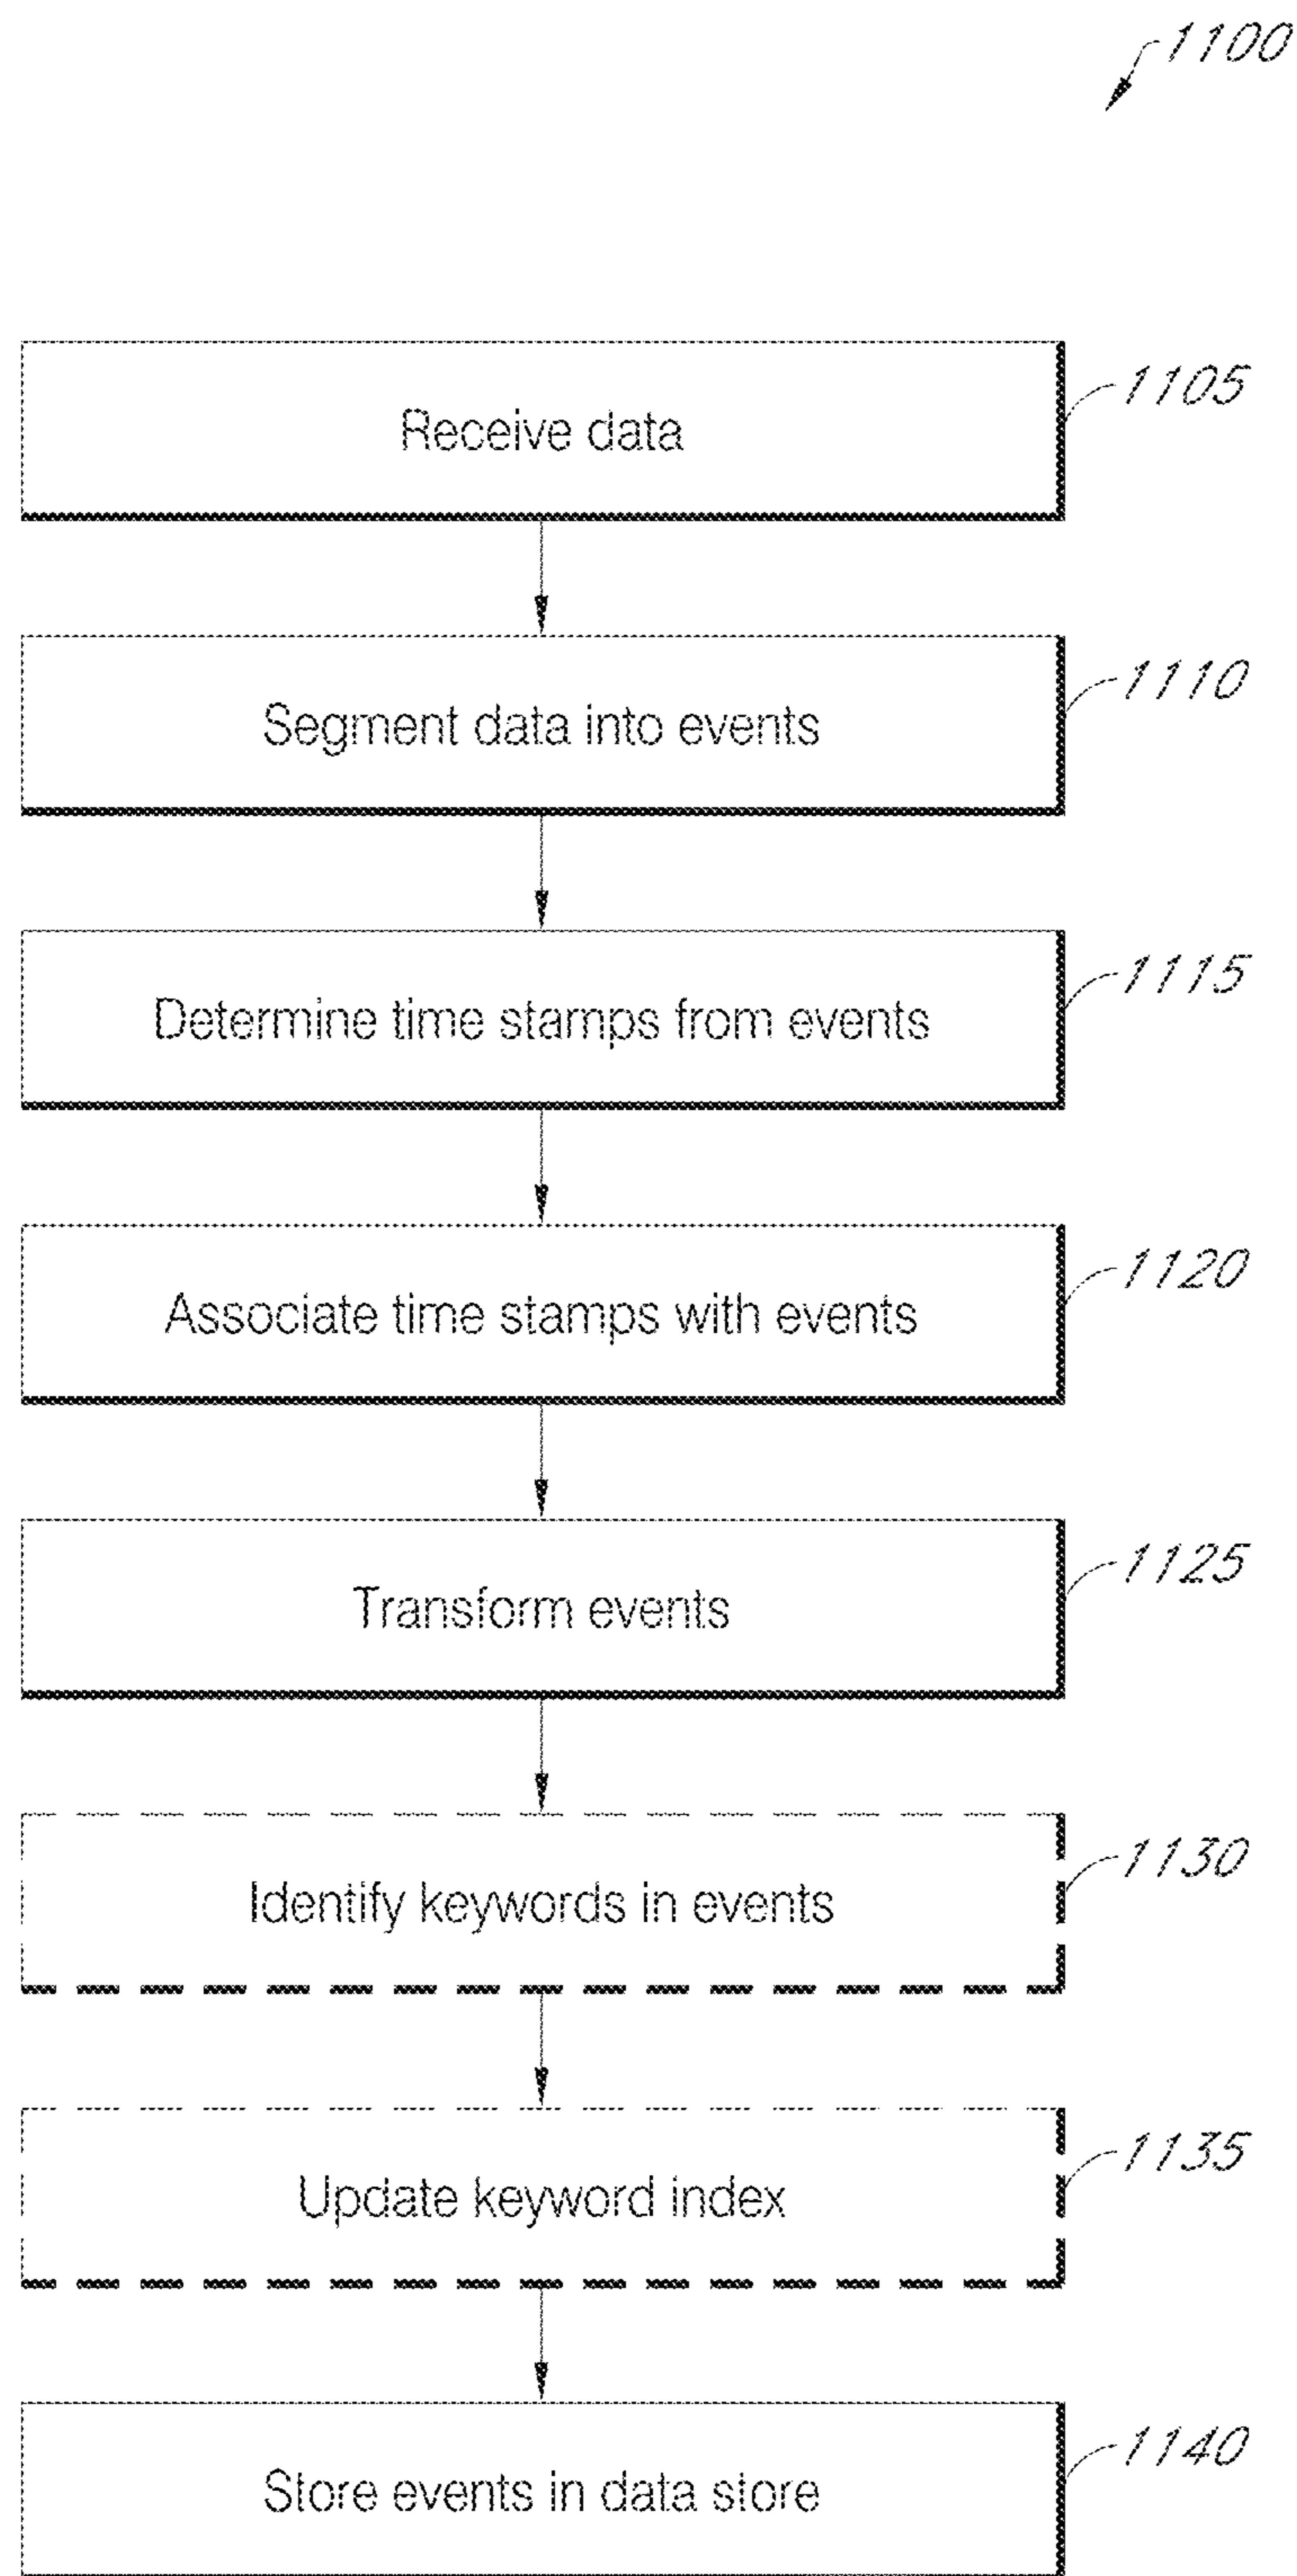 1100
Receive data
1105
Segment data into events
1110
Determine time stamps from events
1115
Associate time stamps with events
1120
Transform events
1125
Identify keywords in events
1130
Update keyword index
1135
Store events in data store
1140